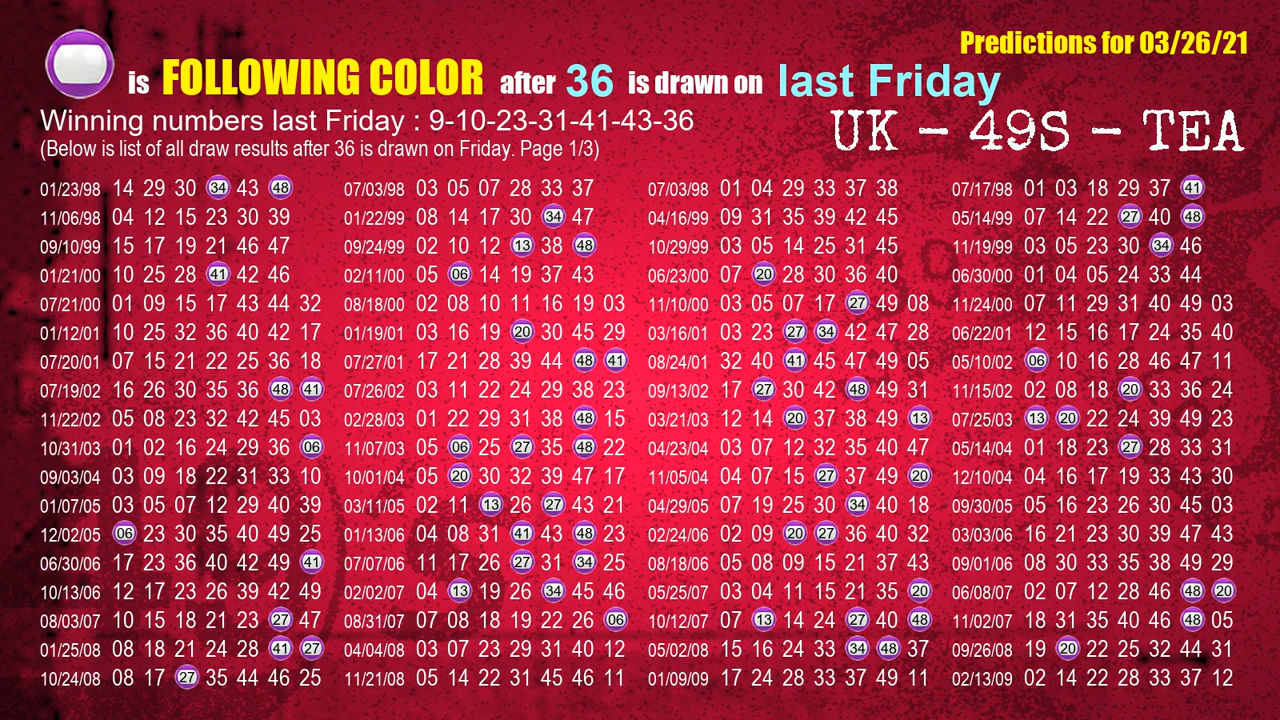 Predictions for 03/26/21
is FOLLOWING COLOR after 36 is drawn on last Friday
Winning numbers last Friday : 9-10-23-31-41-43-36
UK - 49S - TEA
(Below is list of all draw results after 36 is drawn on Friday. Page 1/3)
01/23/98 14 29 30 34 43 48 07/03/98 03 05 07 28 33 37 07/03/98 01 04 29 33 37 38 07/17/98 01 03 18 29 37 41
11/06/98 04 12 15 23 30 39 01/22/99 08 14 17 30 34 47 04/16/99 09 31 35 39 42 45 05/14/99 07 14 22 27 40 48
09/10/99 15 17 19 21 46 47 09/24/99 02 10 12 13 38 48 10/29/99 03 05 14 25 31 45 11/19/99 03 05 23 30 34 46
01/21/00 10 25 28 41 42 46 02/11/00 05 06 14 19 37 43 06/23/00 07 20 28 30 36 40 06/30/00 01 04 05 24 33 44
07/21/00 01 09 15 17 43 44 32 08/18/00 02 08 10 11 16 19 03 11/10/00 03 05 07 17 27 49 08 11/24/00 07 11 29 31 40 49 03
01/12/01 10 25 32 36 40 42 17 01/19/01 03 16 19 20 30 45 29 03/16/01 03 23 27 34 42 47 28 06/22/01 12 15 16 17 24 35 40
07/20/01 07 15 21 22 25 36 18 07/27/01 17 21 28 39 44 48 41 08/24/01 32 40 41 45 47 49 05 05/10/02 06 10 16 28 46 47 11
07/19/02 16 26 30 35 36 48 41 07/26/02 03 11 22 24 29 38 23 09/13/02 17 27 30 42 48 49 31 11/15/02 02 08 18 20 33 36 24
11/22/02 05 08 23 32 42 45 03 02/28/03 01 22 29 31 38 48 15 03/21/03 12 14 20 37 38 49 13 07/25/03 13 20 22 24 39 49 23
10/31/03 01 02 16 24 29 36 06 11/07/03 05 06 25 27 35 48 22 04/23/04 03 07 12 32 35 40 47 05/14/04 01 18 23 27 28 33 31
09/03/04 03 09 18 22 31 33 10 10/01/04 05 20 30 32 39 47 17 11/05/04 04 07 15 27 37 49 20 12/10/04 04 16 17 19 33 43 30
01/07/05 03 05 07 12 29 40 39 03/11/05 02 11 13 26 27 43 21 04/29/05 07 19 25 30 34 40 18 09/30/05 05 16 23 26 30 45 03
12/02/05 06 23 30 35 40 49 25 01/13/06 04 08 31 41 43 48 23 02/24/06 02 09 20 27 36 40 32 03/03/06 16 21 23 30 39 47 43
06/30/06 17 23 36 40 42 49 41 07/07/06 11 17 26 27 31 34 25 08/18/06 05 08 09 15 21 37 43 09/01/06 08 30 33 35 38 49 29
10/13/06 12 17 23 26 39 42 49 02/02/07 04 13 19 26 34 45 46 05/25/07 03 04 11 15 21 35 20 06/08/07 02 07 12 28 46 48 20
08/03/07 10 15 18 21 23 27 47 08/31/07 07 08 18 19 22 26 06 10/12/07 07 13 14 24 27 40 48 11/02/07 18 31 35 40 46 48 05
01/25/08 08 18 21 24 28 41 27 04/04/08 03 07 23 29 31 40 12 05/02/08 15 16 24 33 34 48 37 09/26/08 19 20 22 25 32 44 31
10/24/08 08 17 27 35 44 46 25 11/21/08 05 14 22 31 45 46 11 01/09/09 17 24 28 33 37 49 11 02/13/09 02 14 22 28 33 37 12